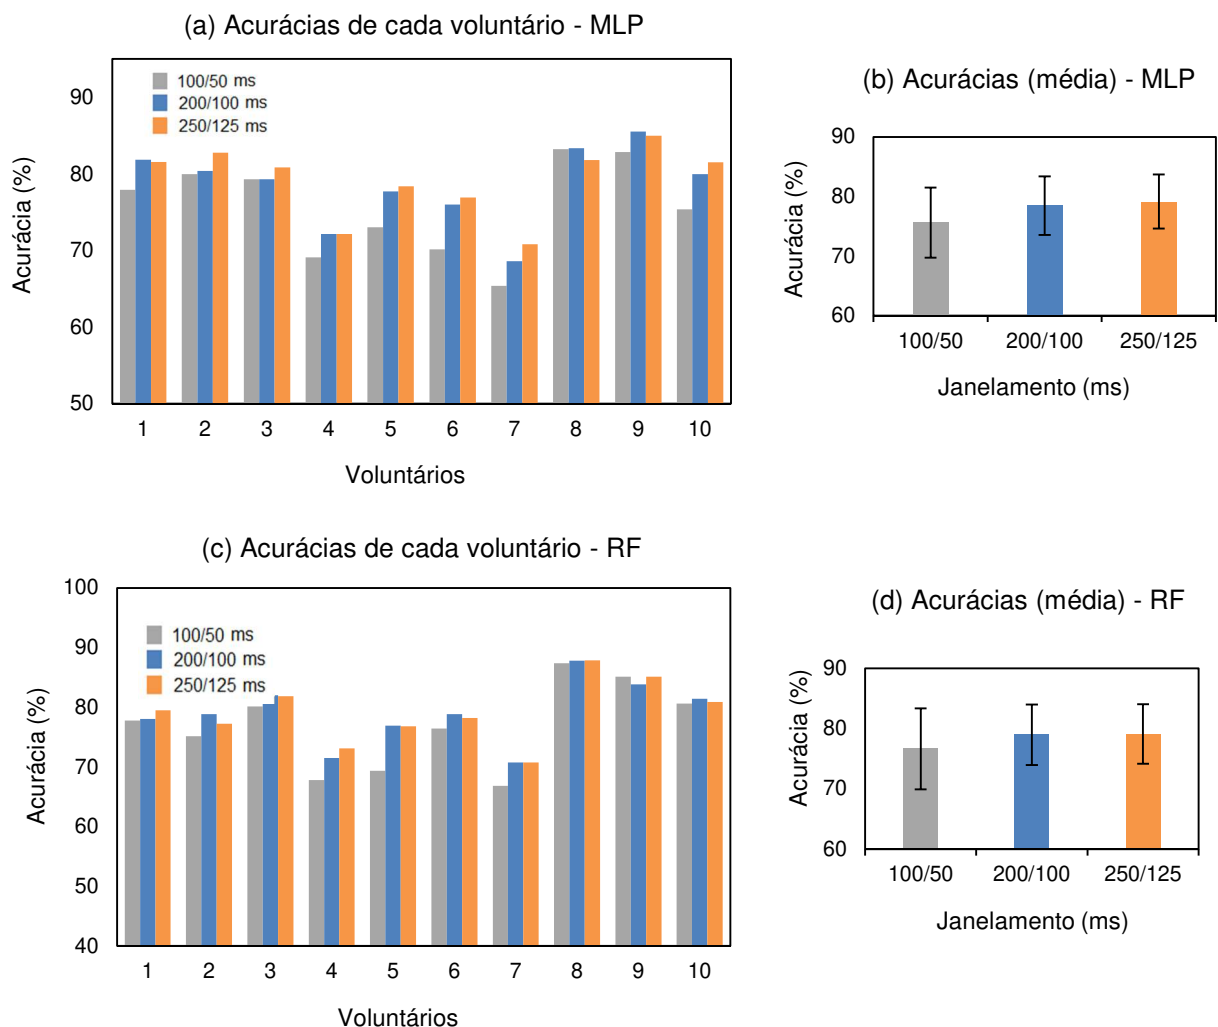 (a) Acurácias de cada voluntário - MLP
100/50 ms
200/100 ms
250/125 ms
90
80
70
60
50
Acurácia (%)
1 2 3 4 5 6 7 8 9 10
Voluntários
(b) Acurácias (média) - MLP
90
80
70
60
Acurácia (%)
100/50 200/100 250/125
Janelamento (ms)
(c) Acurácias de cada voluntário - RF
100/50 ms
200/100 ms
250/125 ms
100
90
80
70
60
50
40
Acurácia (%)
1 2 3 4 5 6 7 8 9 10
Voluntários
(d) Acurácias (média) - RF
90
80
70
60
Acurácia (%)
100/50 200/100 250/125
Janelamento (ms)